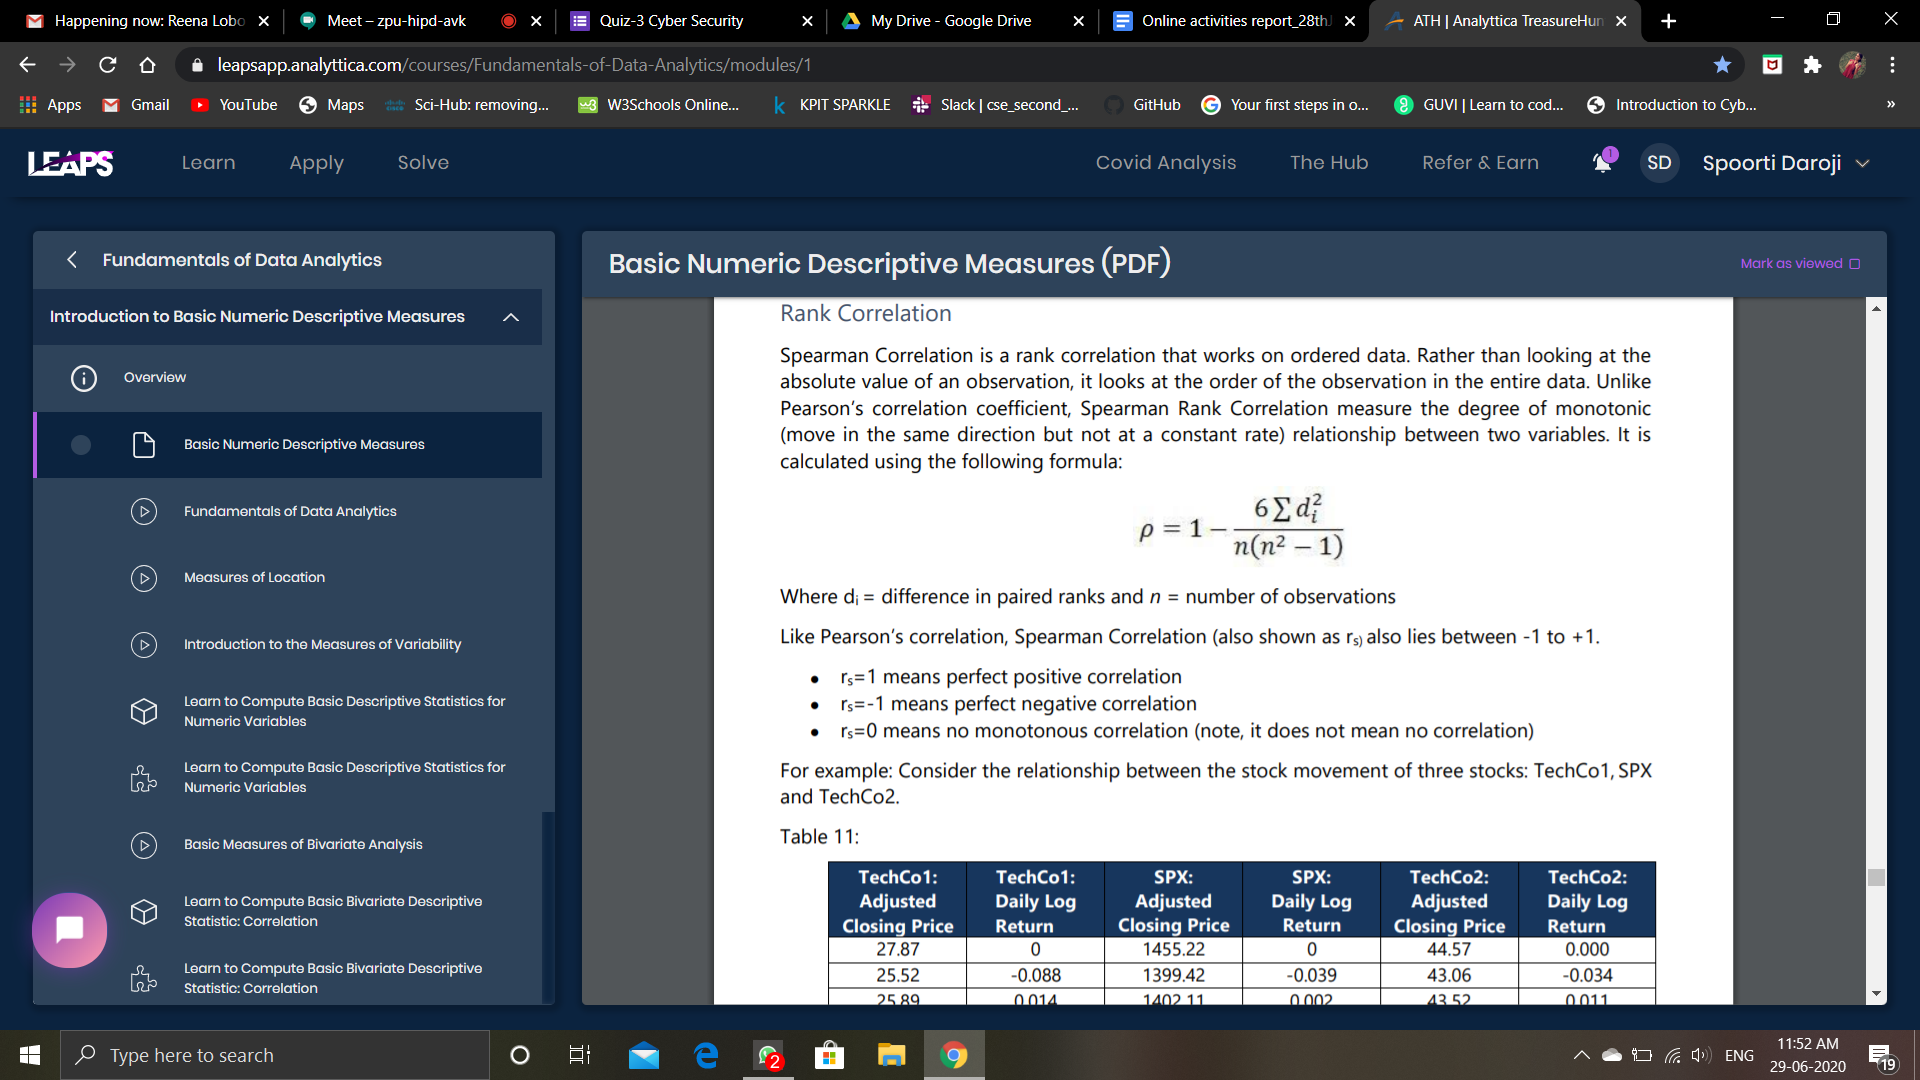 Happening now: Reena Lobo
Meet – zpu-hipd-avk
Quiz-3 Cyber Security
My Drive - Google Drive
Online activities report_28th
ATH | Analyttica TreasureHun
leapsapp.analyttica.com/courses/Fundamentals-of-Data-Analytics/modules/1
Apps
Gmail
YouTube
Maps
Sci-Hub: removing...
W3Schools Online...
KPIT SPARKLE
Slack | cse_second_...
GitHub
Your first steps in o...
GUVI | Learn to cod...
Introduction to Cyb...
»
LEAPS
Learn
Apply
Solve
Covid Analysis
The Hub
Refer & Earn
1
SD
Spoorti Daroji
Fundamentals of Data Analytics
Introduction to Basic Numeric Descriptive Measures
Overview
Basic Numeric Descriptive Measures
Fundamentals of Data Analytics
Measures of Location
Introduction to the Measures of Variability
Learn to Compute Basic Descriptive Statistics for
Numeric Variables
Learn to Compute Basic Descriptive Statistics for
Numeric Variables
Basic Measures of Bivariate Analysis
Learn to Compute Basic Bivariate Descriptive
Statistic: Correlation
Learn to Compute Basic Bivariate Descriptive
Statistic: Correlation
Basic Numeric Descriptive Measures (PDF)
Mark as viewed
Rank Correlation
Spearman Correlation is a rank correlation that works on ordered data. Rather than looking at the
absolute value of an observation, it looks at the order of the observation in the entire data. Unlike
Pearson’s correlation coefficient, Spearman Rank Correlation measure the degree of monotonic
(move in the same direction but not at a constant rate) relationship between two variables. It is
calculated using the following formula:
ρ = 1 − 6∑dᵢ² / n(n² − 1)
Where dᵢ = difference in paired ranks and n = number of observations
Like Pearson’s correlation, Spearman Correlation (also shown as rₛ) also lies between -1 to +1.
• rₛ=1 means perfect positive correlation
• rₛ=-1 means perfect negative correlation
• rₛ=0 means no monotonous correlation (note, it does not mean no correlation)
For example: Consider the relationship between the stock movement of three stocks: TechCo1, SPX
and TechCo2.
Table 11:
TechCo1: TechCo1: SPX: SPX: TechCo2: TechCo2:
Adjusted Daily Log Adjusted Daily Log Adjusted Daily Log
Closing Price Return Closing Price Return Closing Price Return
27.87 0 1455.22 0 44.57 0.000
25.52 -0.088 1399.42 -0.039 43.06 -0.034
25.89 0.014 1402.11 0.002 43.52 0.011
Type here to search
2
ENG
11:52 AM
29-06-2020
19